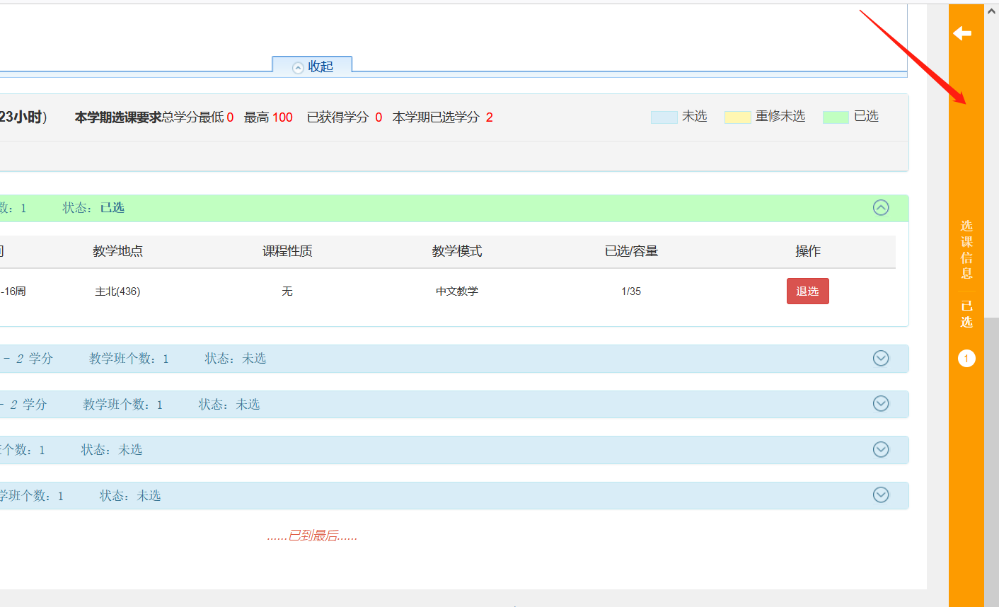 收起
23小时） 本学期选课要求总学分最低 0 最高 100 已获得学分 0 本学期已选学分 2
未选 重修未选 已选
数：1 状态：已选
教学地点 课程性质 教学模式 已选/容量 操作
-16周 主北(436) 无 中文教学 1/35 退选
- 2 学分 教学班个数：1 状态：未选
- 2 学分 教学班个数：1 状态：未选
个数：1 状态：未选
学班个数：1 状态：未选
......已到最后......
选课信息
已选
1